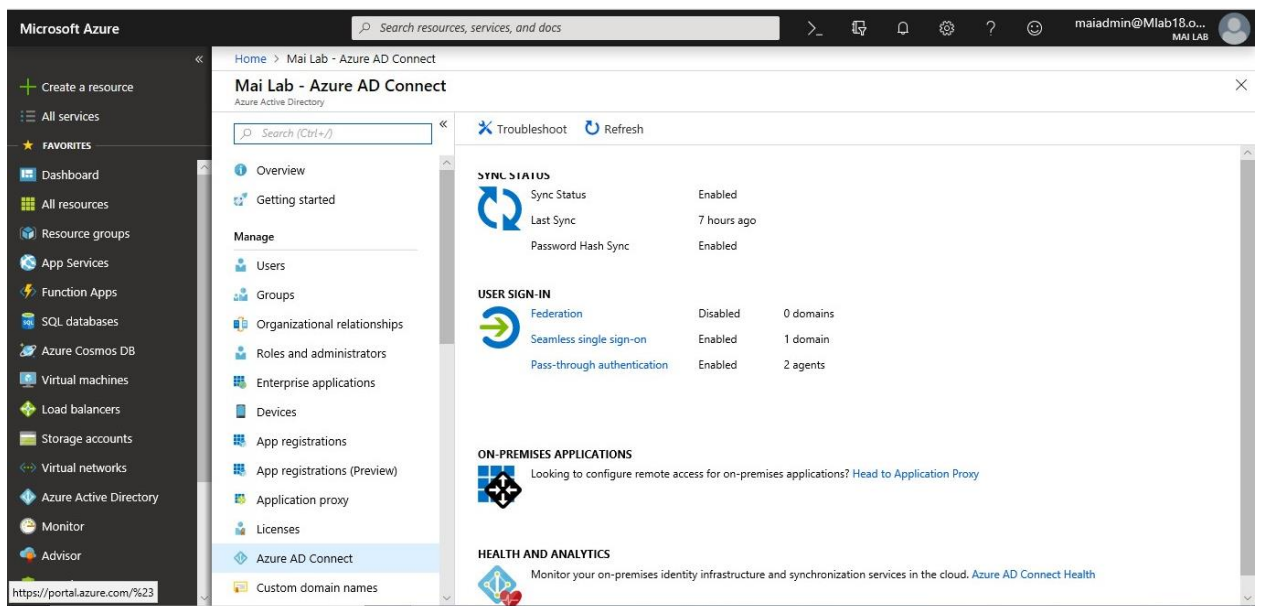 Microsoft Azure
Search resources, services, and docs
maiadmin@Mlab18.o...
MAI LAB
Create a resource
All services
FAVORITES
Dashboard
All resources
Resource groups
App Services
Function Apps
SQL databases
Azure Cosmos DB
Virtual machines
Load balancers
Storage accounts
Virtual networks
Azure Active Directory
Monitor
Advisor
https://portal.azure.com/%23
Home > Mai Lab - Azure AD Connect
Mai Lab - Azure AD Connect
Azure Active Directory
Search (Ctrl+/)
Overview
Getting started
Manage
Users
Groups
Organizational relationships
Roles and administrators
Enterprise applications
Devices
App registrations
App registrations (Preview)
Application proxy
Licenses
Azure AD Connect
Custom domain names
Troubleshoot Refresh
SYNC STATUS
Sync Status Enabled
Last Sync 7 hours ago
Password Hash Sync Enabled
USER SIGN-IN
Federation Disabled 0 domains
Seamless single sign-on Enabled 1 domain
Pass-through authentication Enabled 2 agents
ON-PREMISES APPLICATIONS
Looking to configure remote access for on-premises applications? Head to Application Proxy
HEALTH AND ANALYTICS
Monitor your on-premises identity infrastructure and synchronization services in the cloud. Azure AD Connect Health